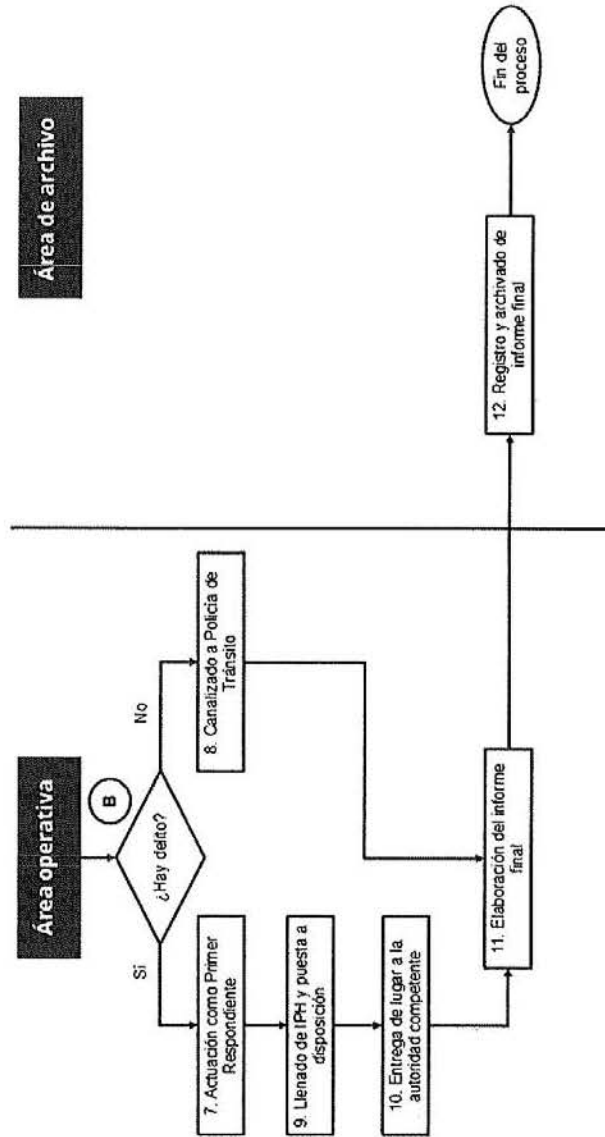 Área operativa
Área de archivo
B
¿Hay delito?
Sí
No
7. Actuación como Primer
Respondiente
8. Canalizado a Policía de
Tránsito
9. Llenado de IPH y puesta a
disposición
10. Entrega de lugar a la
autoridad competente
11. Elaboración del informe
final
12. Registro y archivado de
informe final
Fin del
proceso